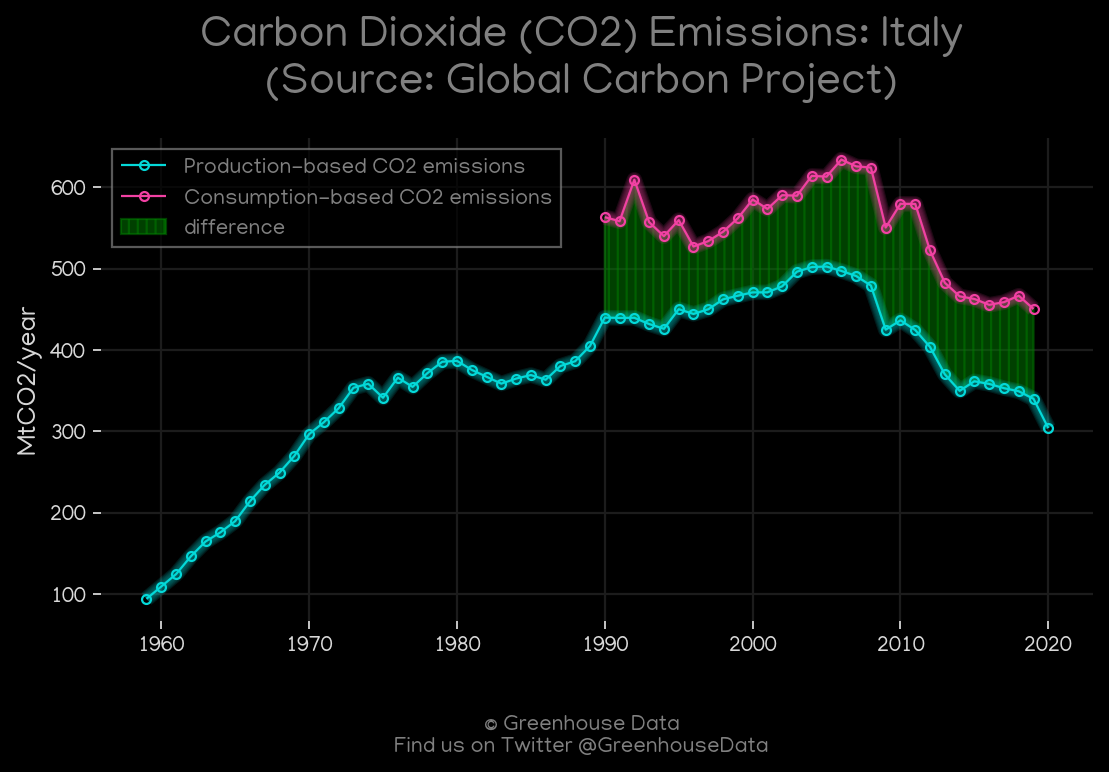 Carbon Dioxide (CO2) Emissions: Italy
(Source: Global Carbon Project)
Production-based CO2 emissions
Consumption-based CO2 emissions
difference
MtCO2/year
600
500
400
300
200
100
1960 1970 1980 1990 2000 2010 2020
© Greenhouse Data
Find us on Twitter @GreenhouseData